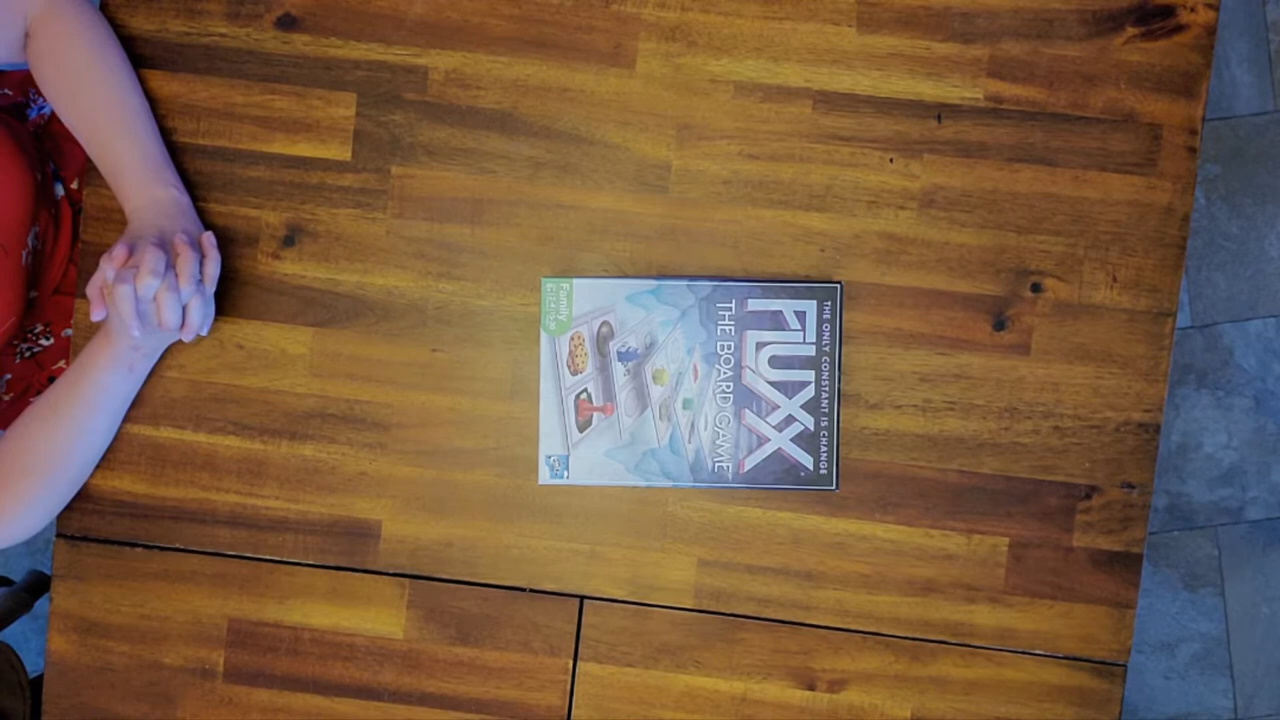 THE ONLY CONSTANT IS CHANGE
FLUXX
THE BOARD GAME
Family